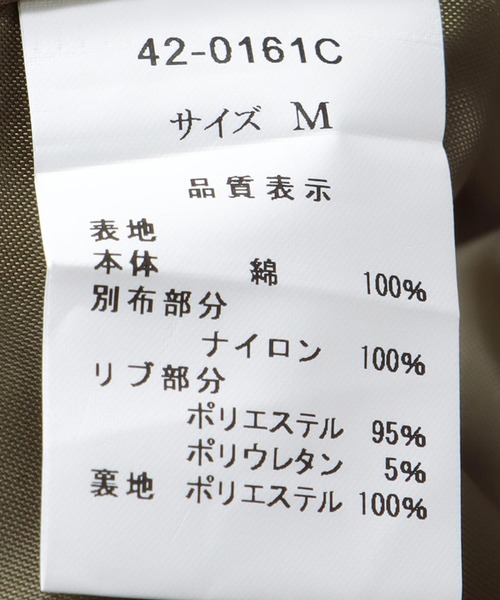 42-0161C
サイズ M
品質表示
表地
本体 綿 100%
別布部分
ナイロン 100%
リブ部分
ポリエステル 95%
ポリウレタン 5%
裏地 ポリエステル 100%